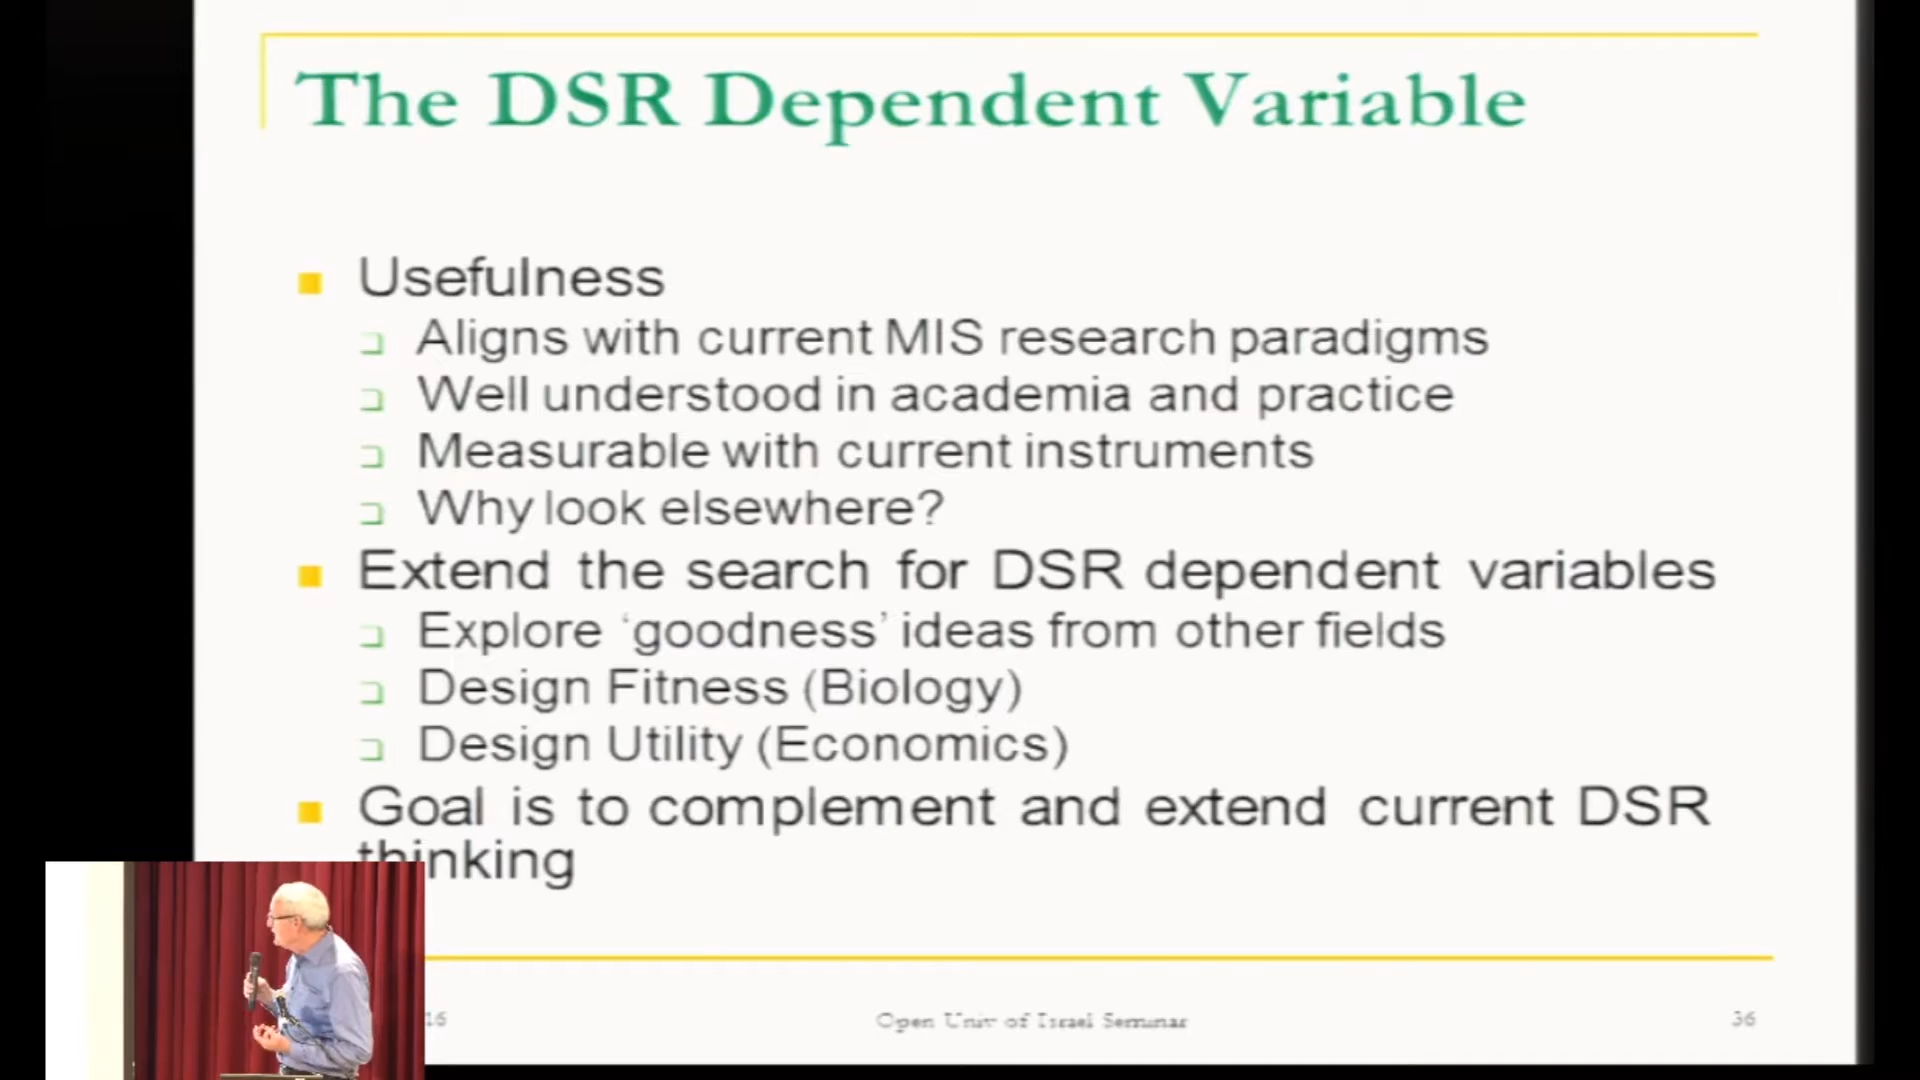 The DSR Dependent Variable
Usefulness
Aligns with current MIS research paradigms
Well understood in academia and practice
Measurable with current instruments
Why look elsewhere?
Extend the search for DSR dependent variables
Explore ‘goodness’ ideas from other fields
Design Fitness (Biology)
Design Utility (Economics)
Goal is to complement and extend current DSR
thinking
16
Open Univ of Israel Seminar
36